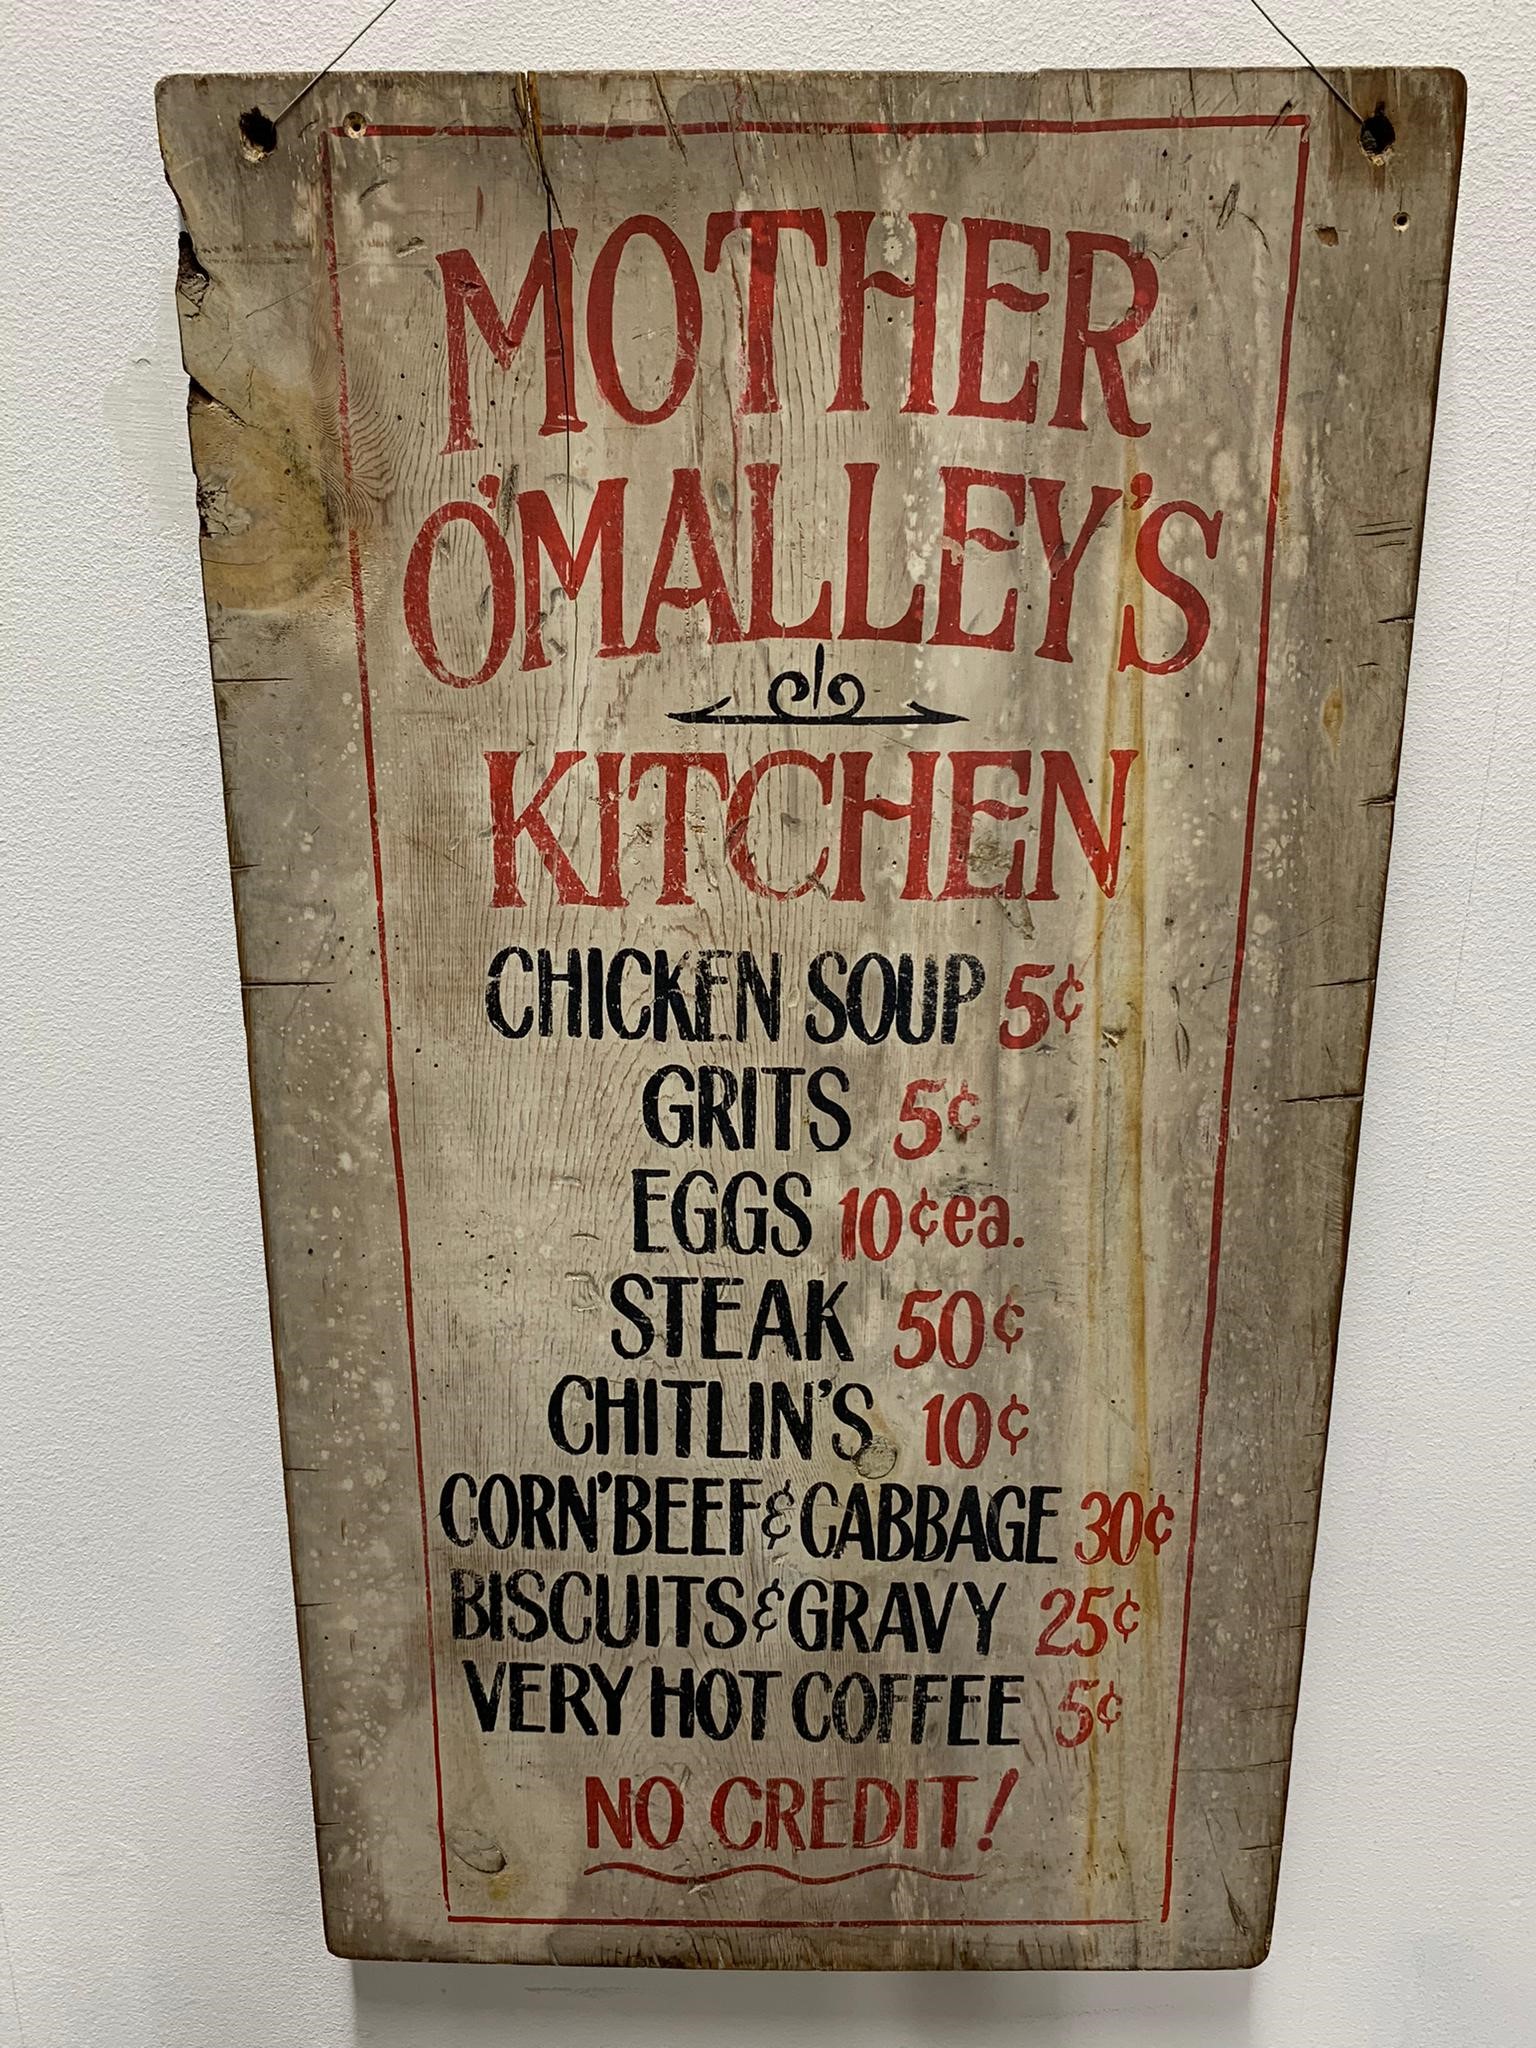 MOTHER
O'MALLEY'S
KITCHEN
CHICKEN SOUP 5¢
GRITS 5¢
EGGS 10¢ea.
STEAK 50¢
CHITLIN'S 10¢
CORN'BEEF & CABBAGE 30¢
BISCUITS & GRAVY 25¢
VERY HOT COFFEE 5¢
NO CREDIT!